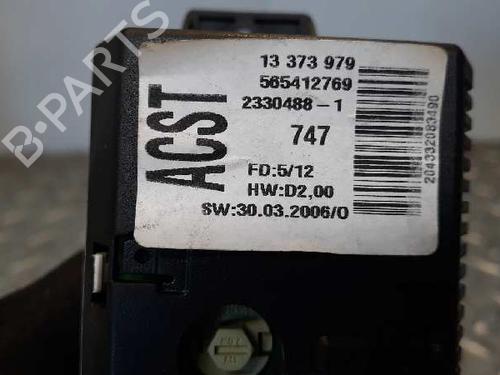 13 373 979
565412769
2330488-1
747
FD:5/12
HW:D2,00
SW:30.03.2006/0
ACST
204332083490